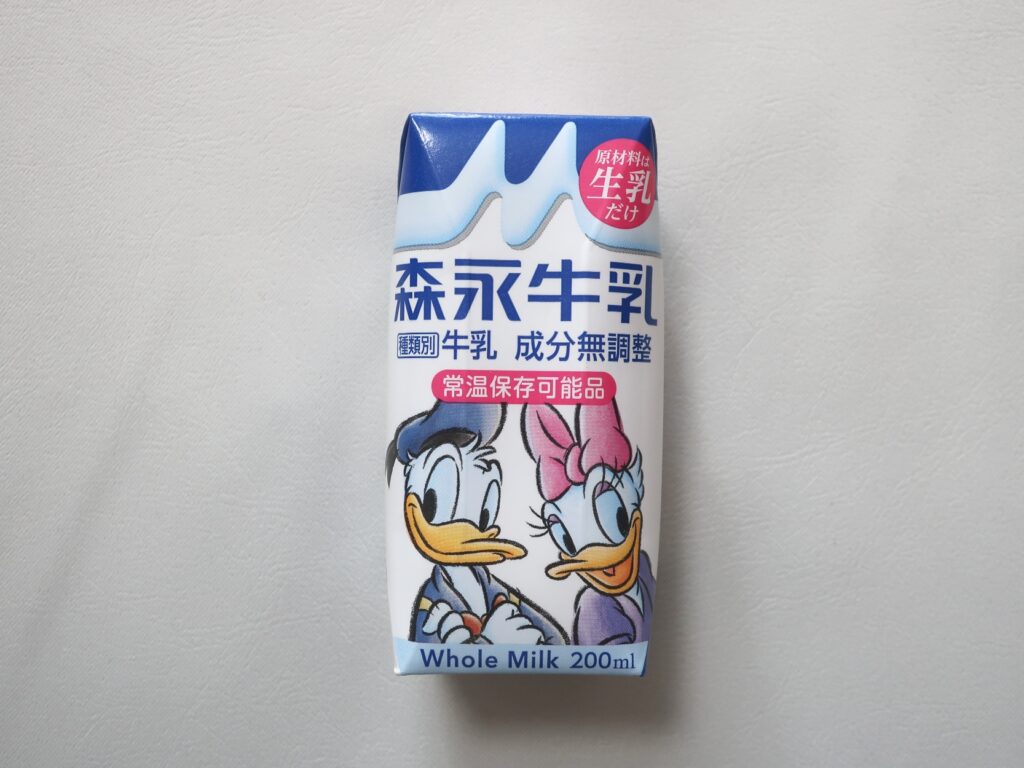 原材料は
生乳
だけ
森永牛乳
種類別 牛乳 成分無調整
常温保存可能品
Whole Milk 200ml